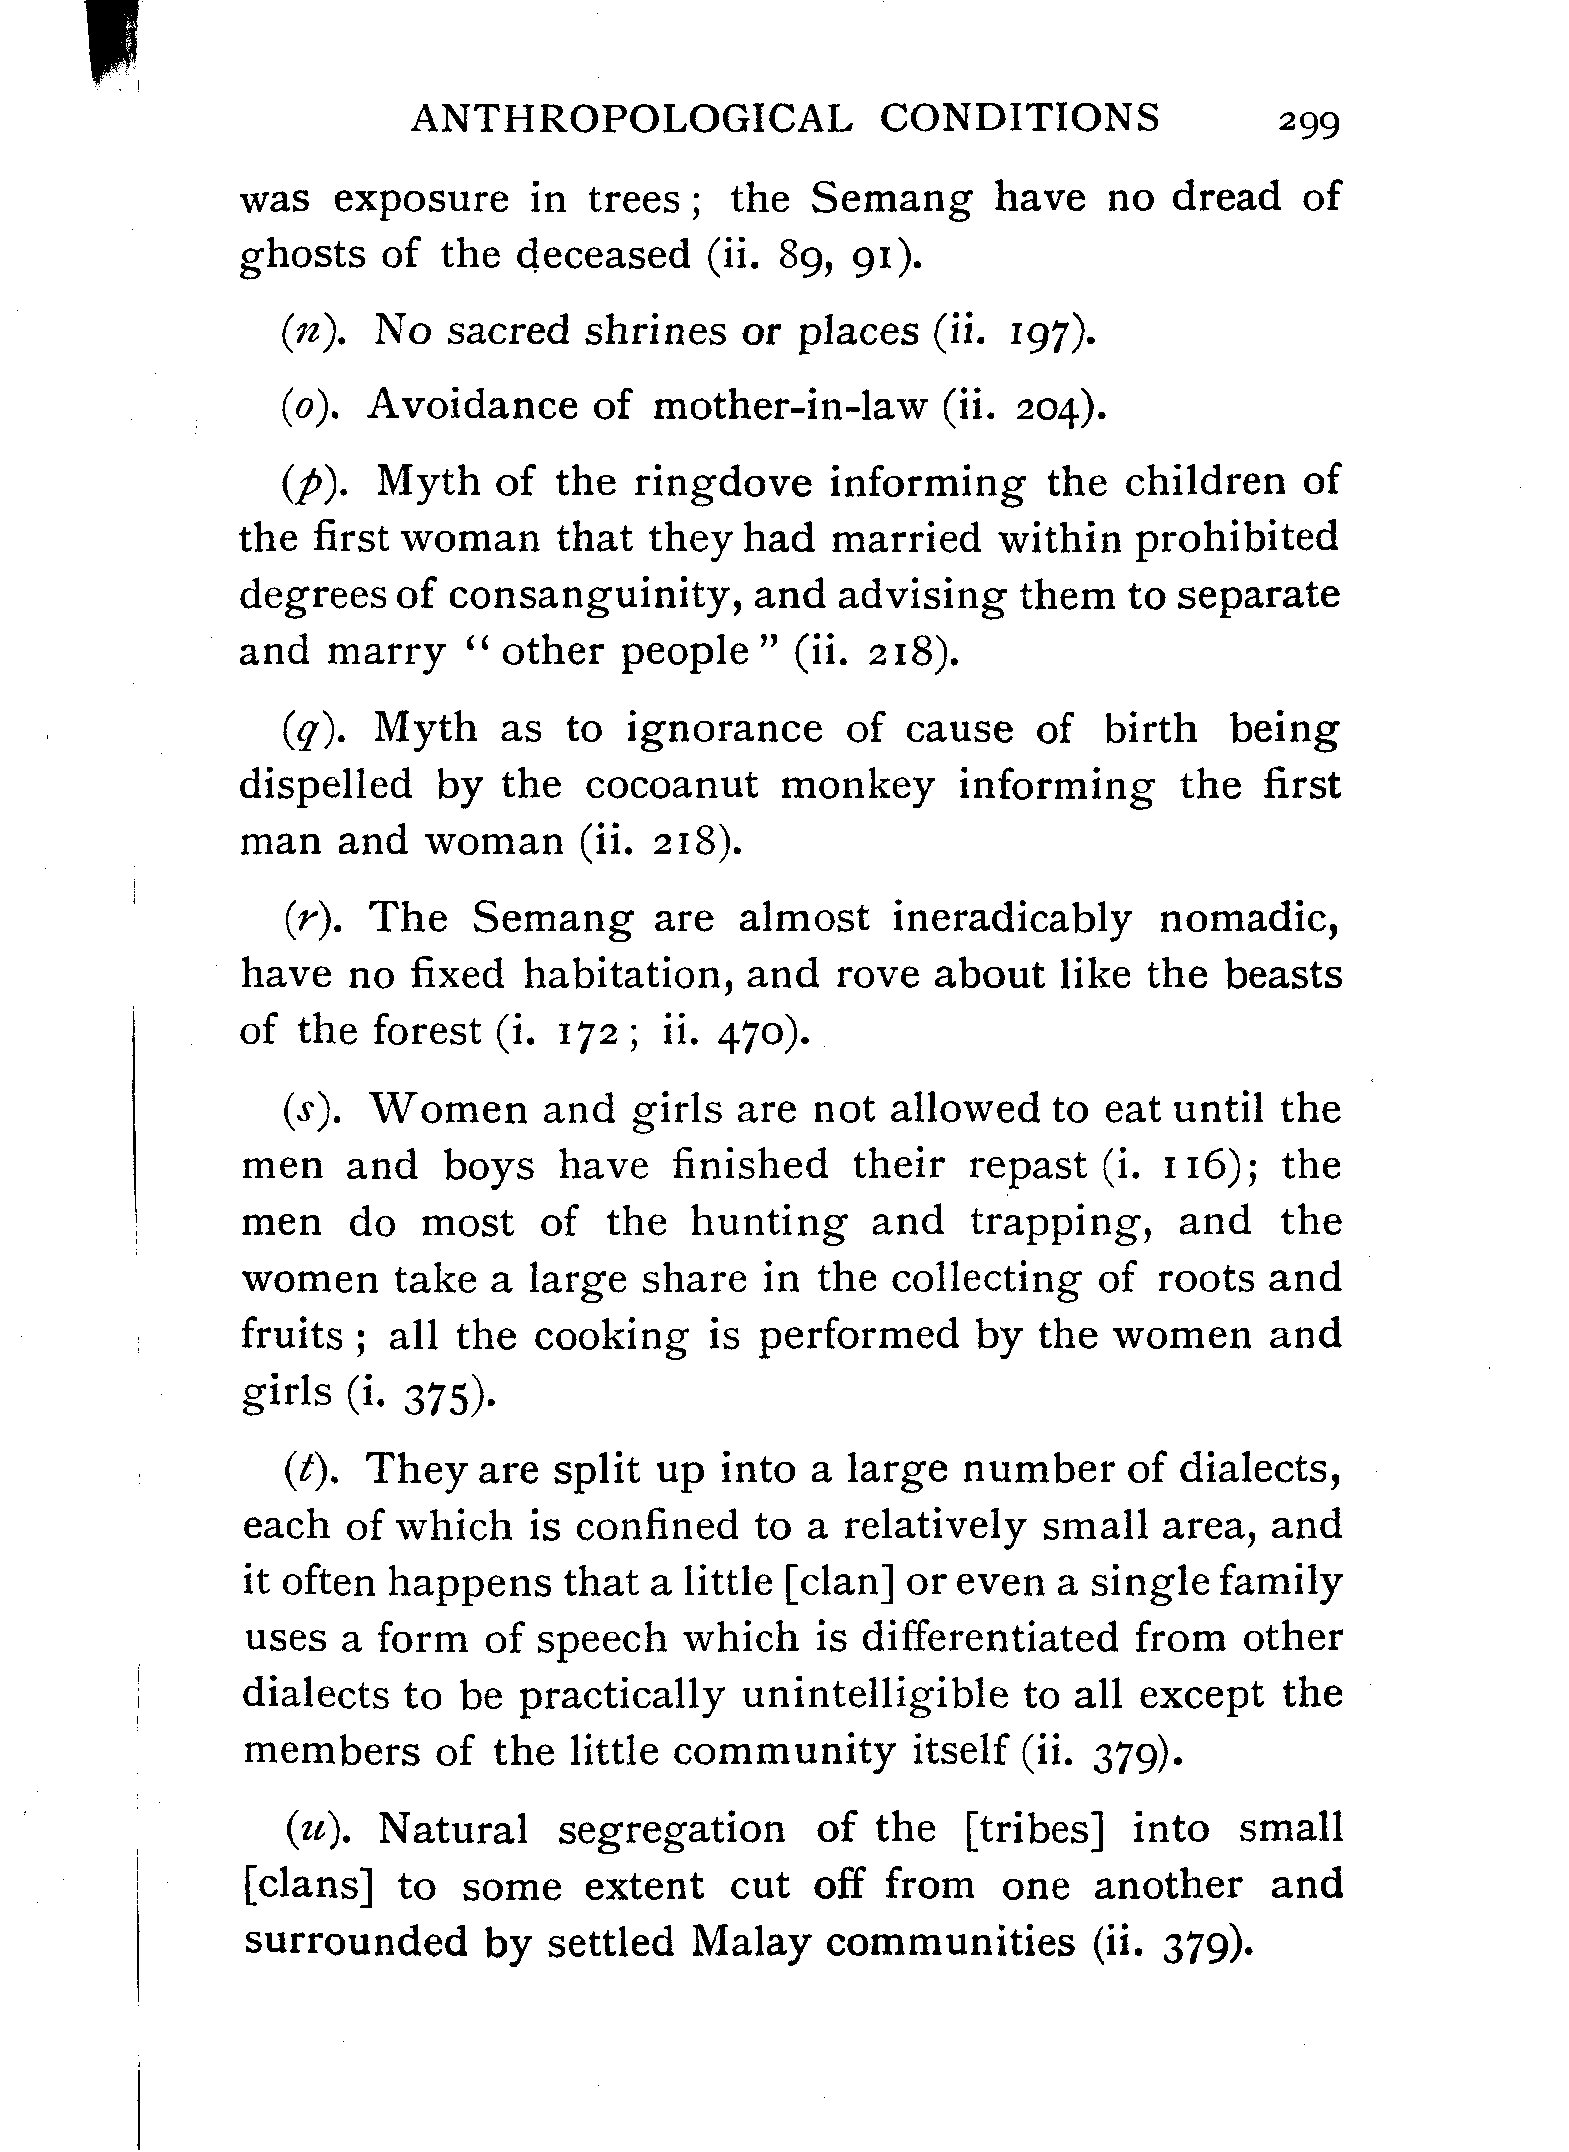 ANTHROPOLOGICAL CONDITIONS 299
was exposure in trees ; the Semang have no dread of
ghosts of the deceased (ii. 89, 91).
(n). No sacred shrines or places (ii. 197).
(o). Avoidance of mother-in-law (ii. 204).
(p). Myth of the ringdove informing the children of
the first woman that they had married within prohibited
degrees of consanguinity, and advising them to separate
and marry “ other people ” (ii. 218).
(q). Myth as to ignorance of cause of birth being
dispelled by the cocoanut monkey informing the first
man and woman (ii. 218).
(r). The Semang are almost ineradicably nomadic,
have no fixed habitation, and rove about like the beasts
of the forest (i. 172 ; ii. 470).
(s). Women and girls are not allowed to eat until the
men and boys have finished their repast (i. 116); the
men do most of the hunting and trapping, and the
women take a large share in the collecting of roots and
fruits ; all the cooking is performed by the women and
girls (i. 375).
(t). They are split up into a large number of dialects,
each of which is confined to a relatively small area, and
it often happens that a little [clan] or even a single family
uses a form of speech which is differentiated from other
dialects to be practically unintelligible to all except the
members of the little community itself (ii. 379).
(u). Natural segregation of the [tribes] into small
[clans] to some extent cut off from one another and
surrounded by settled Malay communities (ii. 379).